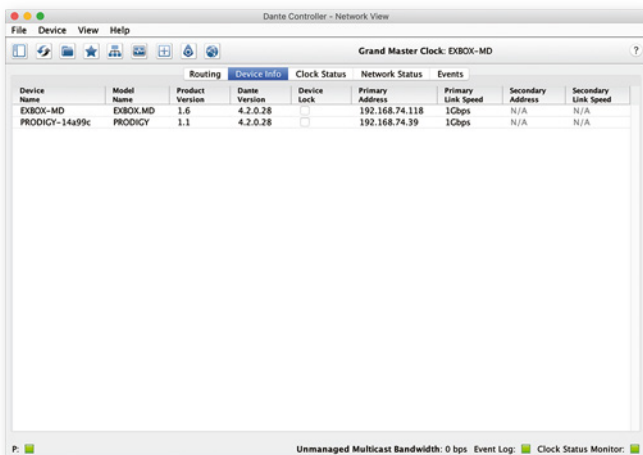 Dante Controller - Network View
File Device View Help
Grand Master Clock: EXBOX-MD
?
Routing Device Info Clock Status Network Status Events
Device Name Model Name Product Version Dante Version Device Lock Primary Address Primary Link Speed Secondary Address Secondary Link Speed
EXBOX-MD EXBOX.MD 1.6 4.2.0.28 192.168.74.118 1Gbps N/A N/A
PRODIGY-14a99c PRODIGY 1.1 4.2.0.28 192.168.74.39 1Gbps N/A N/A
P: Unmanaged Multicast Bandwidth: 0 bps Event Log: Clock Status Monitor: